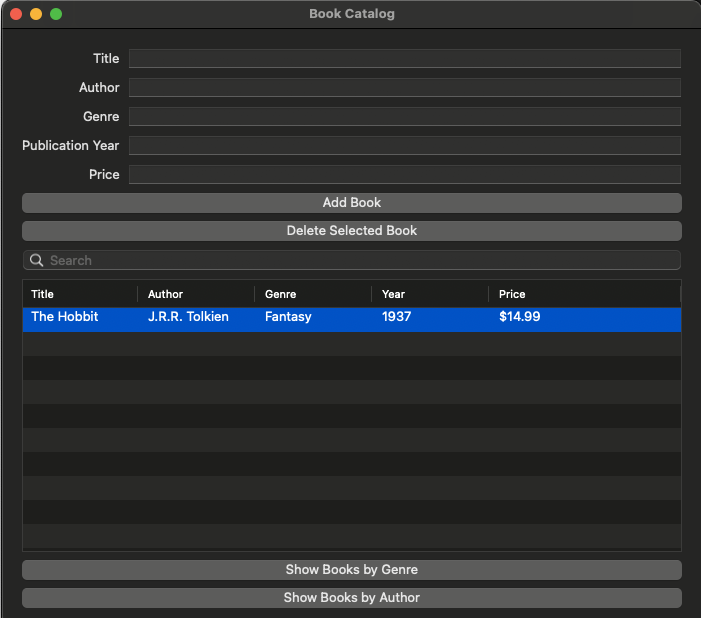 Book Catalog
Title
Author
Genre
Publication Year
Price
Add Book
Delete Selected Book
Search
Title Author Genre Year Price
The Hobbit J.R.R. Tolkien Fantasy 1937 $14.99
Show Books by Genre
Show Books by Author